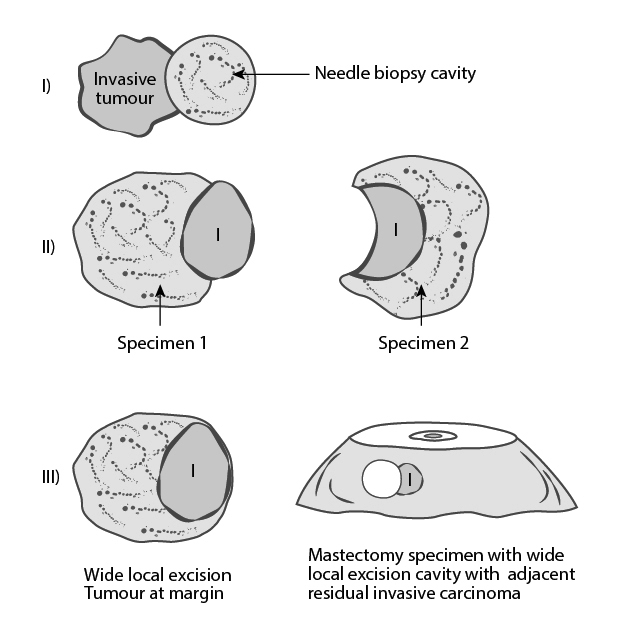 I)
Invasive
tumour
Needle biopsy cavity
II)
I
I
Specimen 1
Specimen 2
III)
I
I
Wide local excision
Tumour at margin
Mastectomy specimen with wide
local excision cavity with adjacent
residual invasive carcinoma